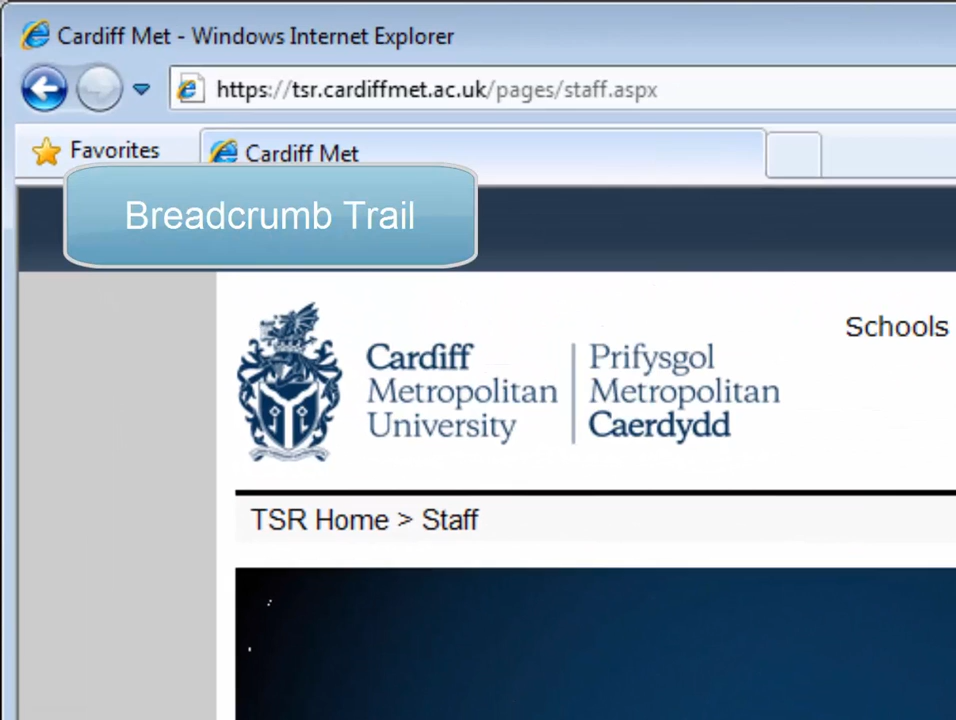 Cardiff Met - Windows Internet Explorer
https://tsr.cardiffmet.ac.uk/pages/staff.aspx
Favorites
Cardiff Met
Breadcrumb Trail
Schools
Cardiff
Metropolitan
University
Prifysgol
Metropolitan
Caerdydd
TSR Home > Staff